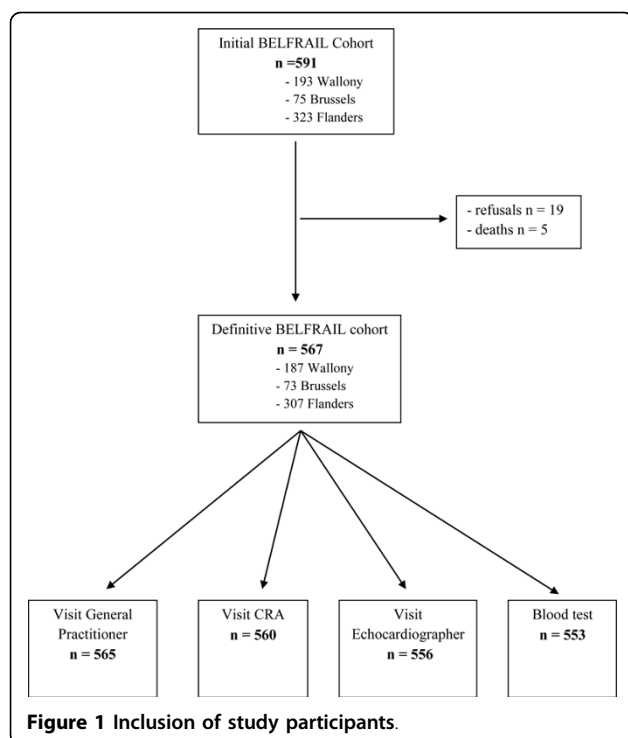 Initial BELFRAIL Cohort
n =591
- 193 Wallony
- 75 Brussels
- 323 Flanders
- refusals n = 19
- deaths n = 5
Definitive BELFRAIL cohort
n = 567
- 187 Wallony
- 73 Brussels
- 307 Flanders
Visit General
Practitioner
n = 565
Visit CRA
n = 560
Visit
Echocardiographer
n = 556
Blood test
n = 553
Figure 1 Inclusion of study participants.